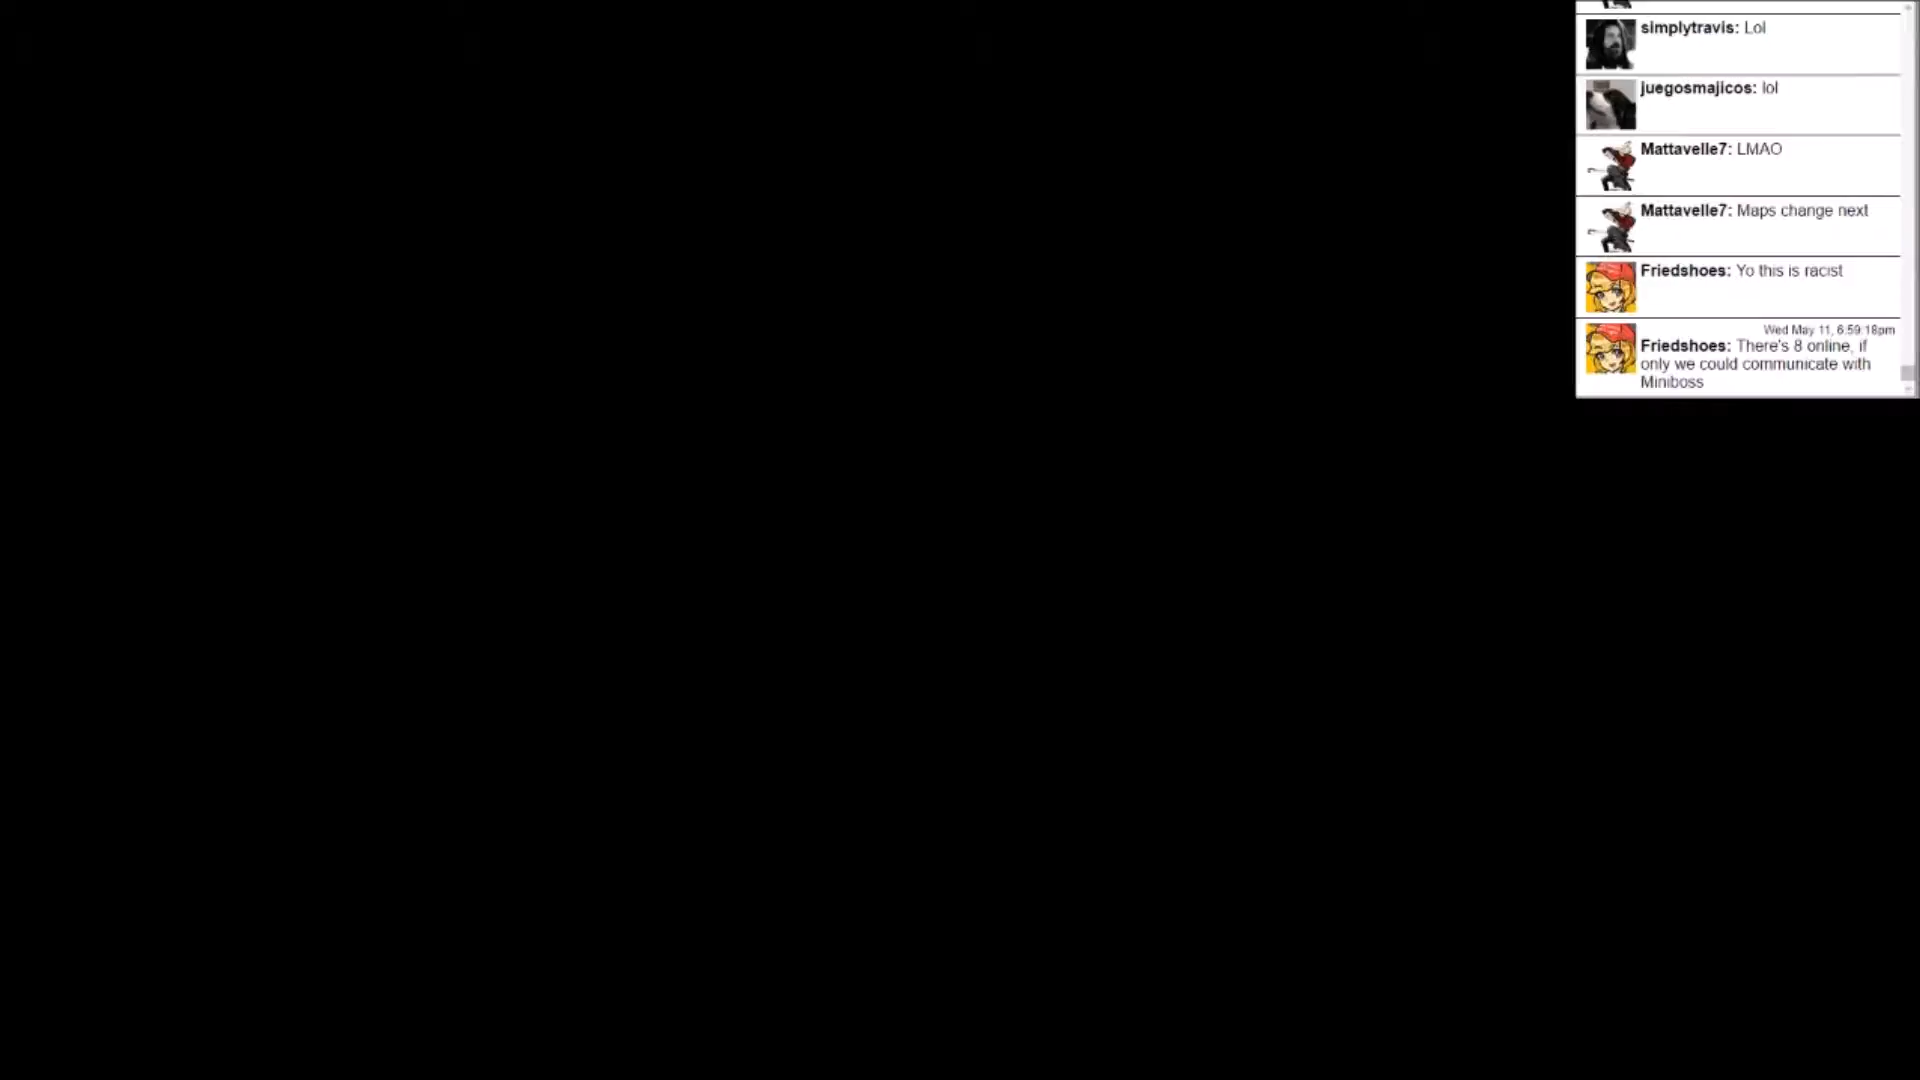 simplytravis: Lol
juegosmajicos: lol
Mattavelle7: LMAO
Mattavelle7: Maps change next
Friedshoes: Yo this is racist
Wed May 11, 6:59:18pm
Friedshoes: There's 8 online, if
only we could communicate with
Miniboss